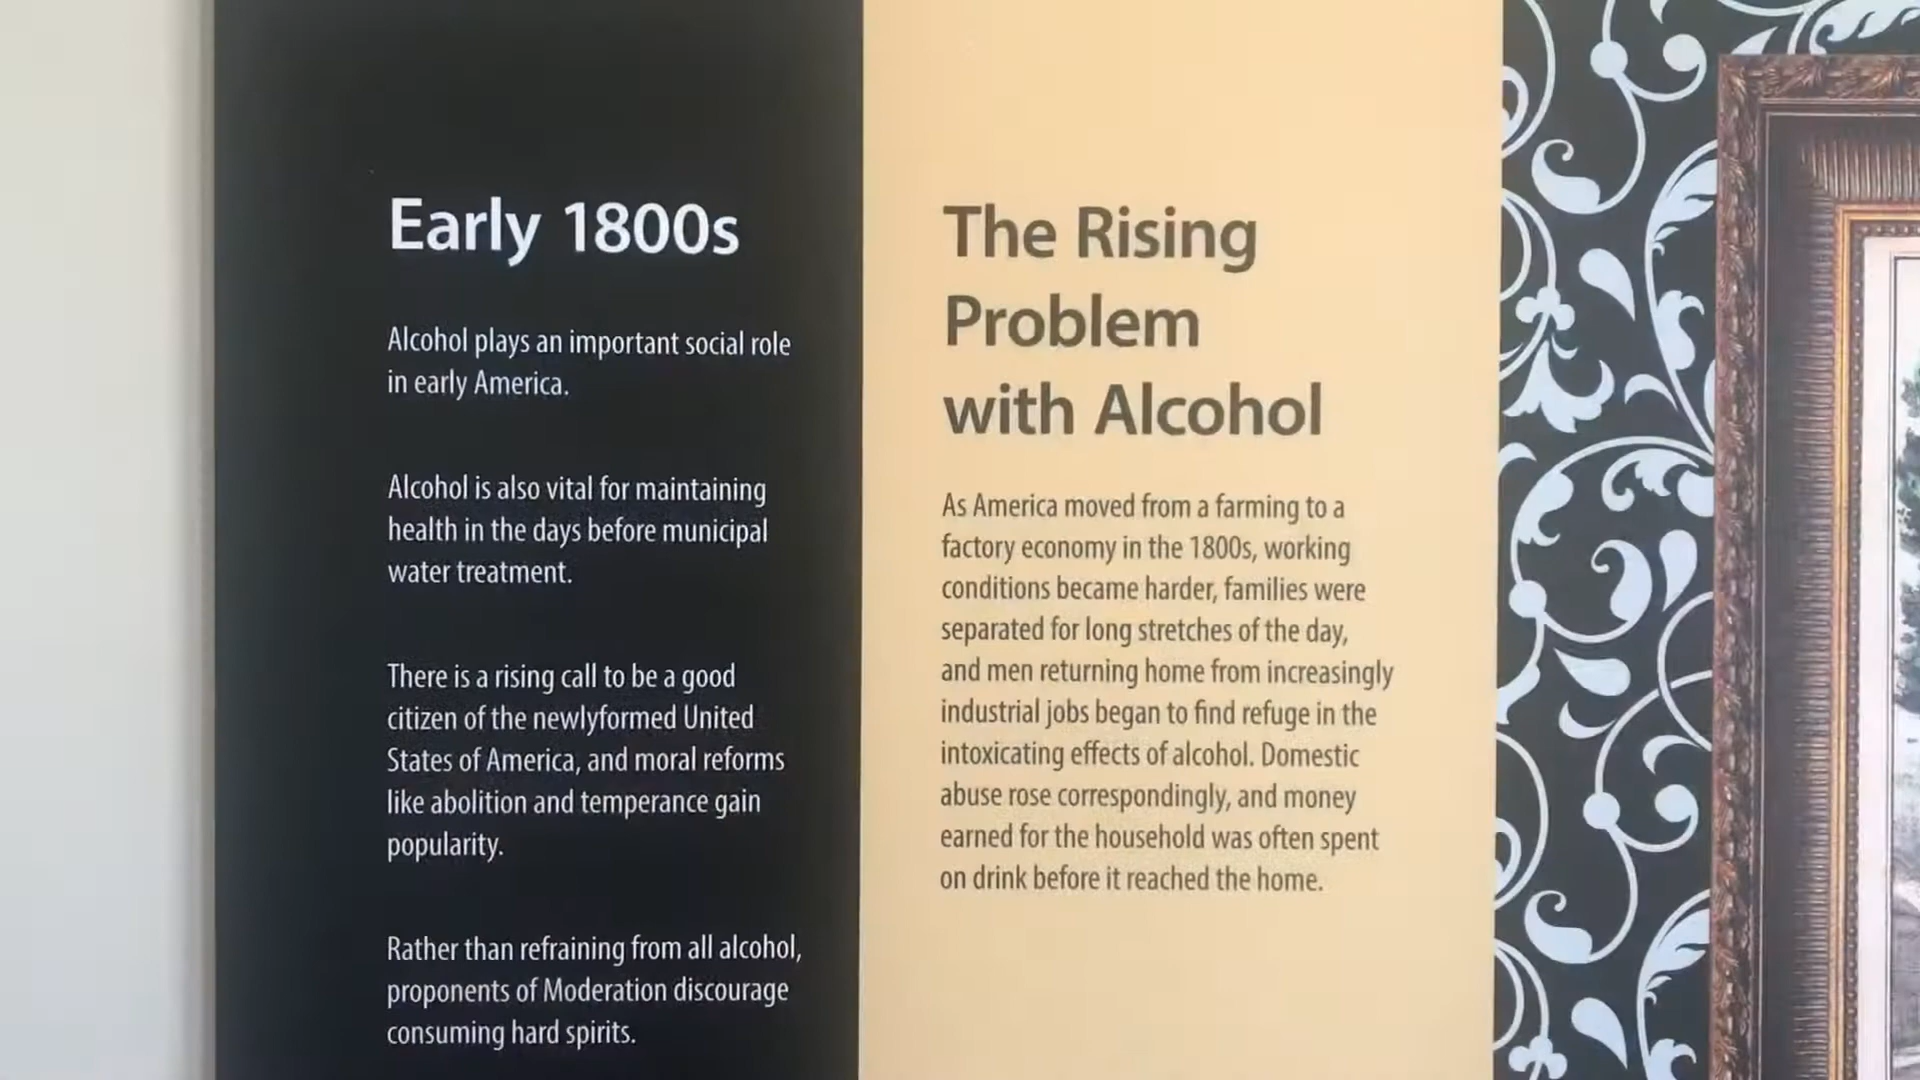 Early 1800s
Alcohol plays an important social role
in early America.
Alcohol is also vital for maintaining
health in the days before municipal
water treatment.
There is a rising call to be a good
citizen of the newlyformed United
States of America, and moral reforms
like abolition and temperance gain
popularity.
Rather than refraining from all alcohol,
proponents of Moderation discourage
consuming hard spirits.
The Rising
Problem
with Alcohol
As America moved from a farming to a
factory economy in the 1800s, working
conditions became harder, families were
separated for long stretches of the day,
and men returning home from increasingly
industrial jobs began to find refuge in the
intoxicating effects of alcohol. Domestic
abuse rose correspondingly, and money
earned for the household was often spent
on drink before it reached the home.